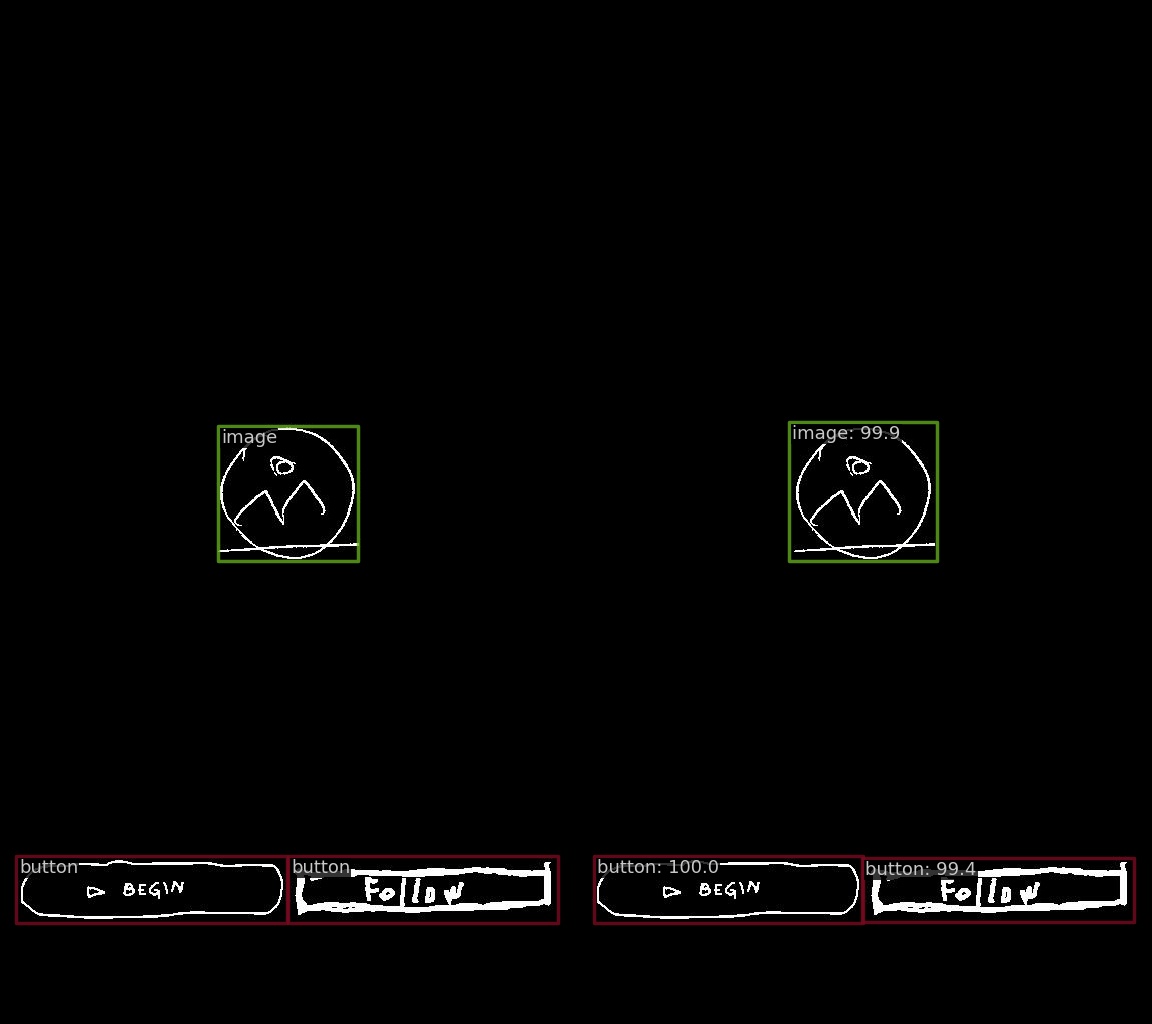 image image: 99.9
button button button: 100.0 button: 99.4
▷ BEGIN Follow ▷ BEGIN Follow